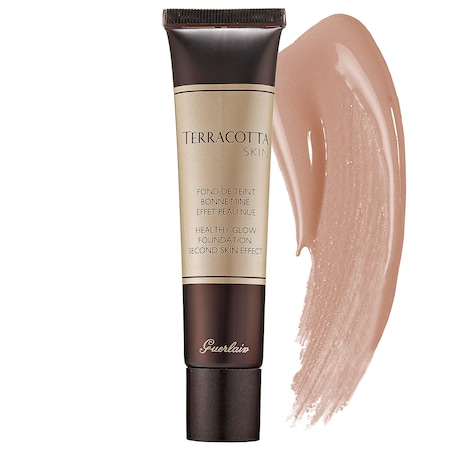 TERRACOTTA
SKIN
FOND DE TEINT
BONNE MINE
EFFET PEAU NUE
HEALTHY GLOW
FOUNDATION
SECOND SKIN EFFECT
Guerlain